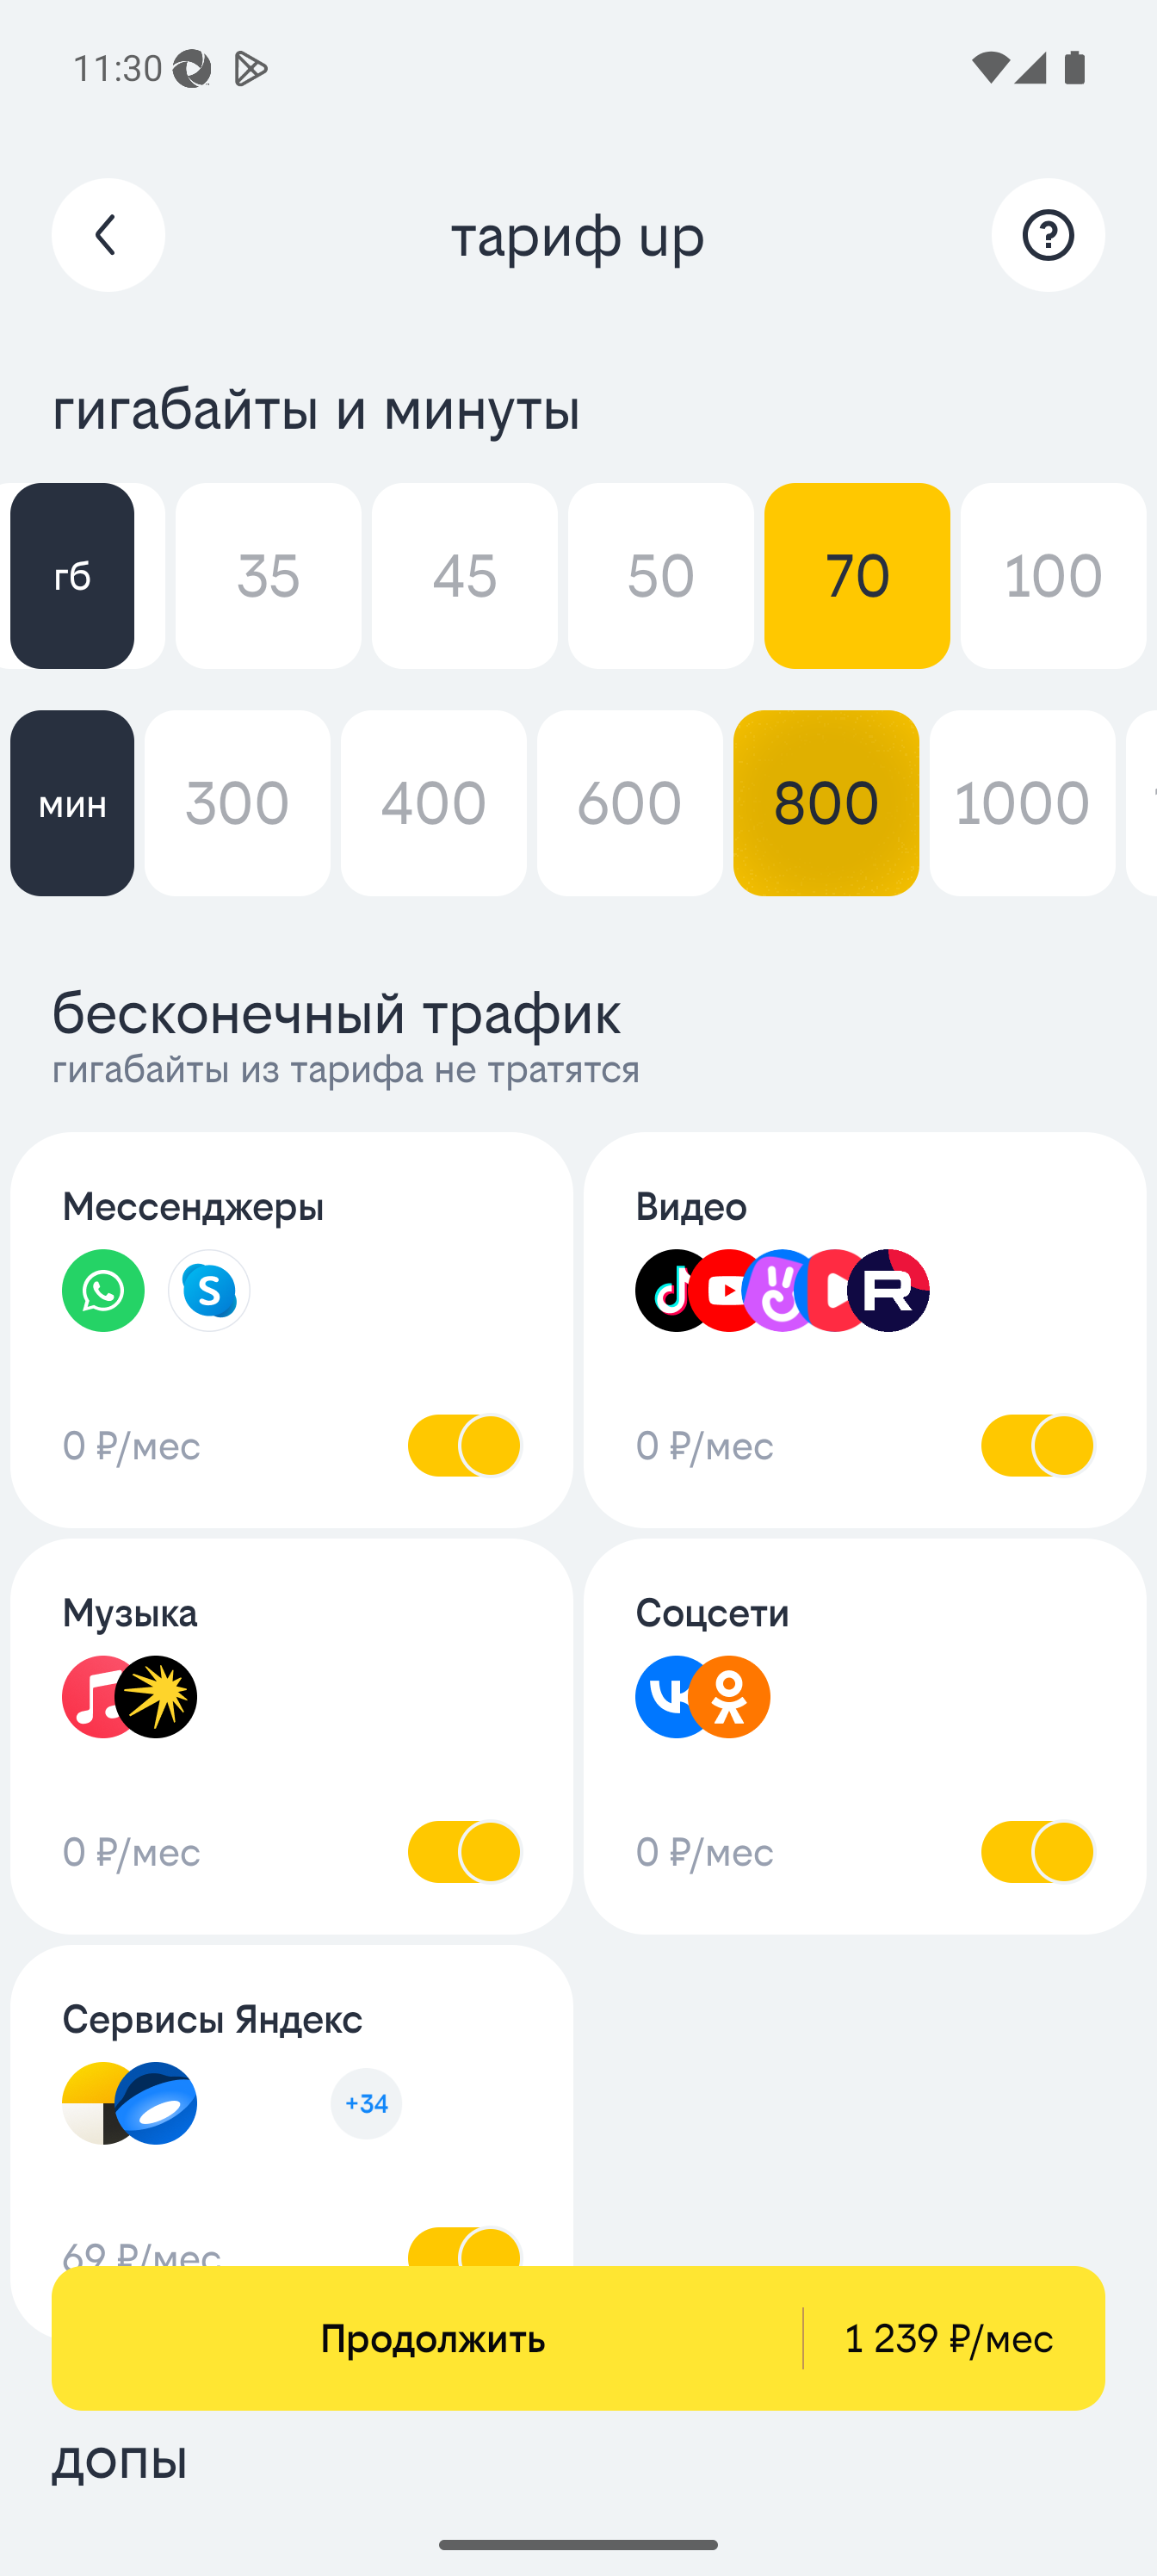 11:30
тариф up
гигабайты и минуты
гб 35 45 50 70 100
мин 300 400 600 800 1000
бесконечный трафик
гигабайты из тарифа не тратятся
Мессенджеры
0 ₽/мес
Видео
0 ₽/мес
Музыка
0 ₽/мес
Соцсети
0 ₽/мес
Сервисы Яндекс
+34
69 ₽/мес
Продолжить 1 239 ₽/мес
допы